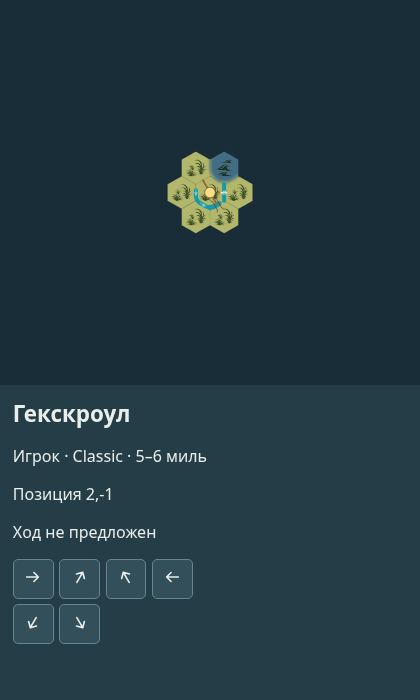 Гекскроул
Игрок · Classic · 5–6 миль
Позиция 2,-1
Ход не предложен
→ ↗ ↖ ←
↙ ↘